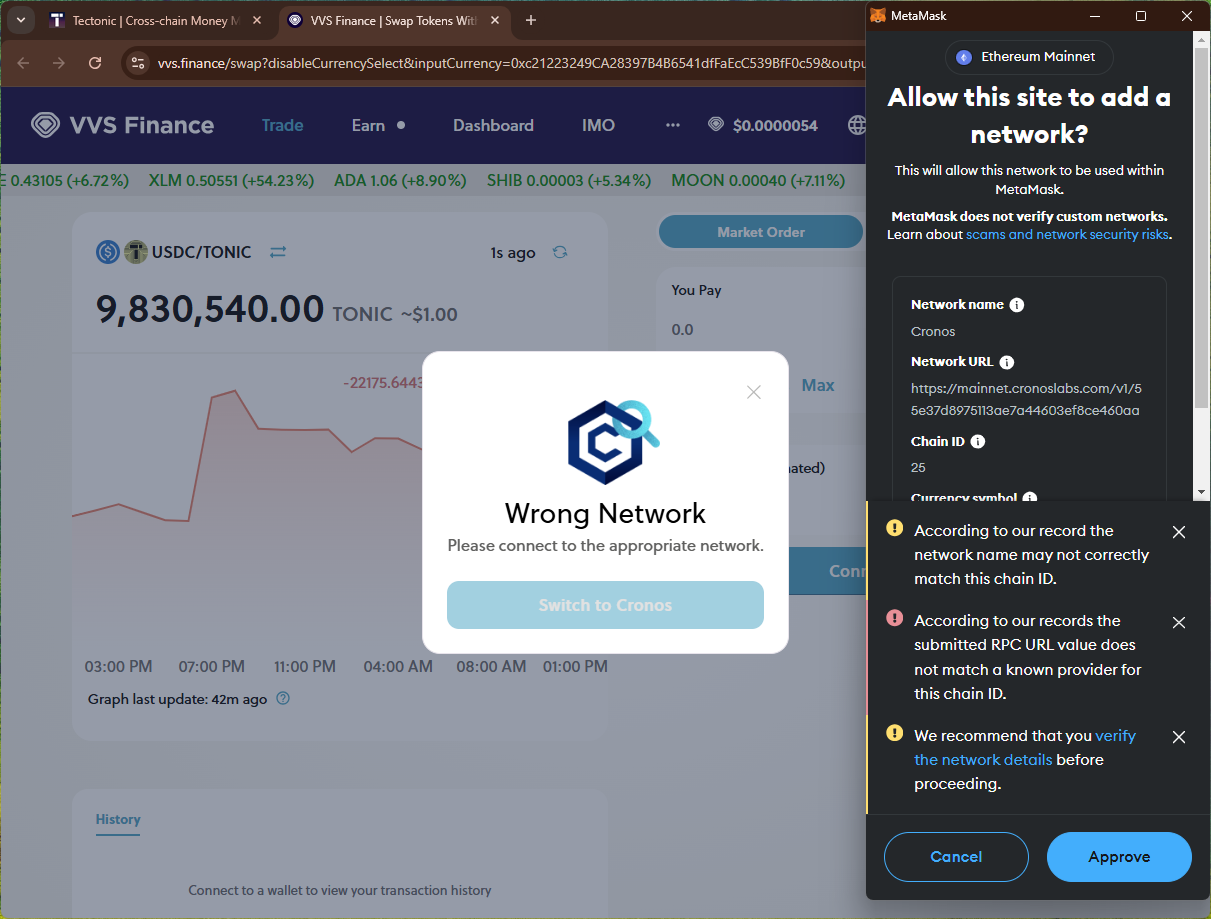 Tectonic | Cross-chain Money M
VVS Finance | Swap Tokens With
vvs.finance/swap?disableCurrencySelect&inputCurrency=0xc21223249CA28397B4B6541dfFaEcC539BfF0c59&outpu
VVS Finance
Trade
Earn
Dashboard
IMO
$0.0000054
E 0.43105 (+6.72%) XLM 0.50551 (+54.23%) ADA 1.06 (+8.90%) SHIB 0.00003 (+5.34%) MOON 0.00040 (+7.11%)
USDC/TONIC
1s ago
9,830,540.00 TONIC ~$1.00
-22175.6443
03:00 PM 07:00 PM 11:00 PM 04:00 AM 08:00 AM 01:00 PM
Graph last update: 42m ago
History
Connect to a wallet to view your transaction history
Market Order
You Pay
0.0
Max
nated)
Conn
Wrong Network
Please connect to the appropriate network.
Switch to Cronos
MetaMask
Ethereum Mainnet
Allow this site to add a
network?
This will allow this network to be used within
MetaMask.
MetaMask does not verify custom networks.
Learn about scams and network security risks.
Network name
Cronos
Network URL
https://mainnet.cronoslabs.com/v1/5
5e37d8975113ae7a44603ef8ce460aa
Chain ID
25
Currency symbol
According to our record the
network name may not correctly
match this chain ID.
According to our records the
submitted RPC URL value does
not match a known provider for
this chain ID.
We recommend that you verify
the network details before
proceeding.
Cancel
Approve